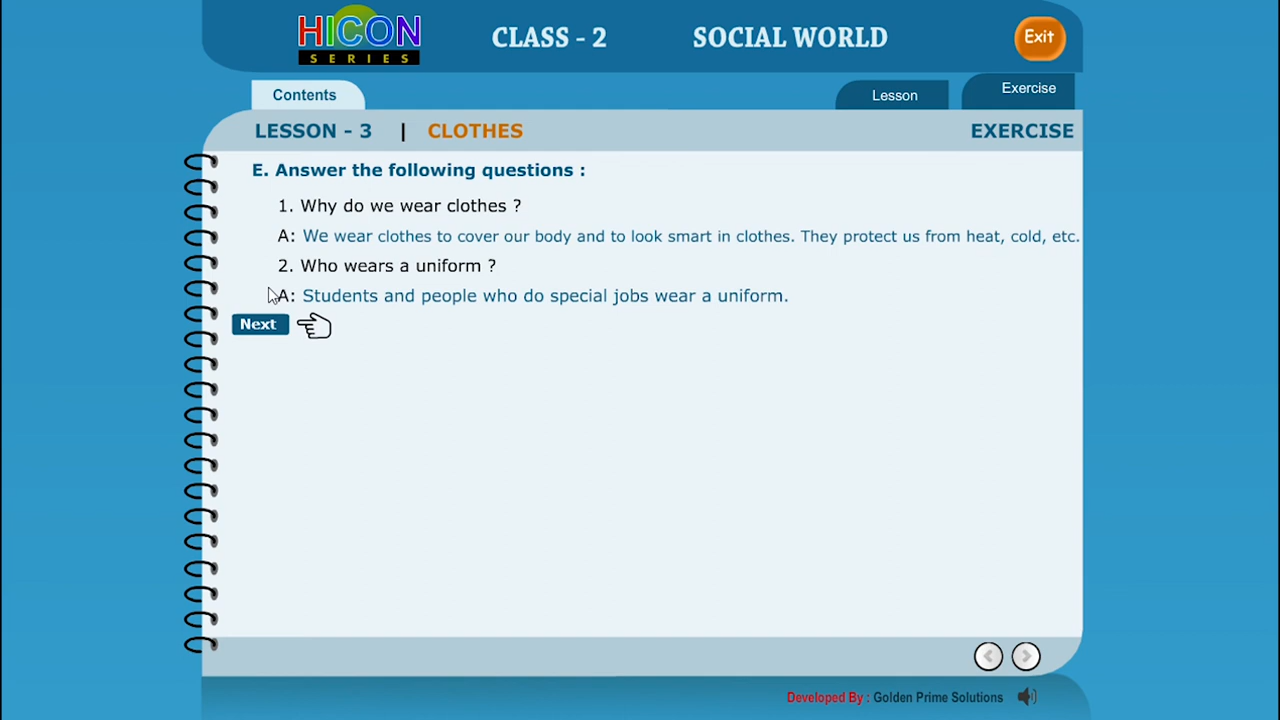 HICON
SERIES
CLASS - 2
SOCIAL WORLD
Exit
Contents
Lesson
Exercise
LESSON - 3 | CLOTHES
EXERCISE
E. Answer the following questions :
1. Why do we wear clothes ?
A: We wear clothes to cover our body and to look smart in clothes. They protect us from heat, cold, etc.
2. Who wears a uniform ?
A: Students and people who do special jobs wear a uniform.
Next
Developed By : Golden Prime Solutions